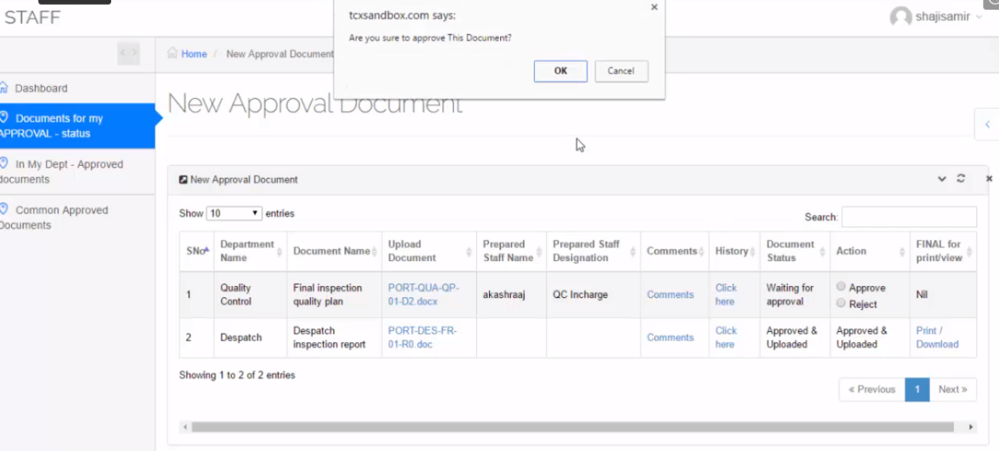 STAFF
tcxsandbox.com says:
Are you sure to approve This Document?
OK Cancel
shajisamir
Home / New Approval Document
Dashboard
Documents for my
APPROVAL - status
In My Dept - Approved
documents
Common Approved
Documents
New Approval Document
New Approval Document
Show 10 entries
Search:
SNo Department Name Document Name Upload Document Prepared Staff Name Prepared Staff Designation Comments History Document Status Action FINAL for print/view
1 Quality Control Final inspection quality plan PORT-QUA-QP-01-D2.docx akashraaj QC Incharge Comments Click here Waiting for approval Approve Reject Nil
2 Despatch Despatch inspection report PORT-DES-FR-01-R0.doc Comments Click here Approved & Uploaded Approved & Uploaded Print / Download
Showing 1 to 2 of 2 entries
« Previous 1 Next »